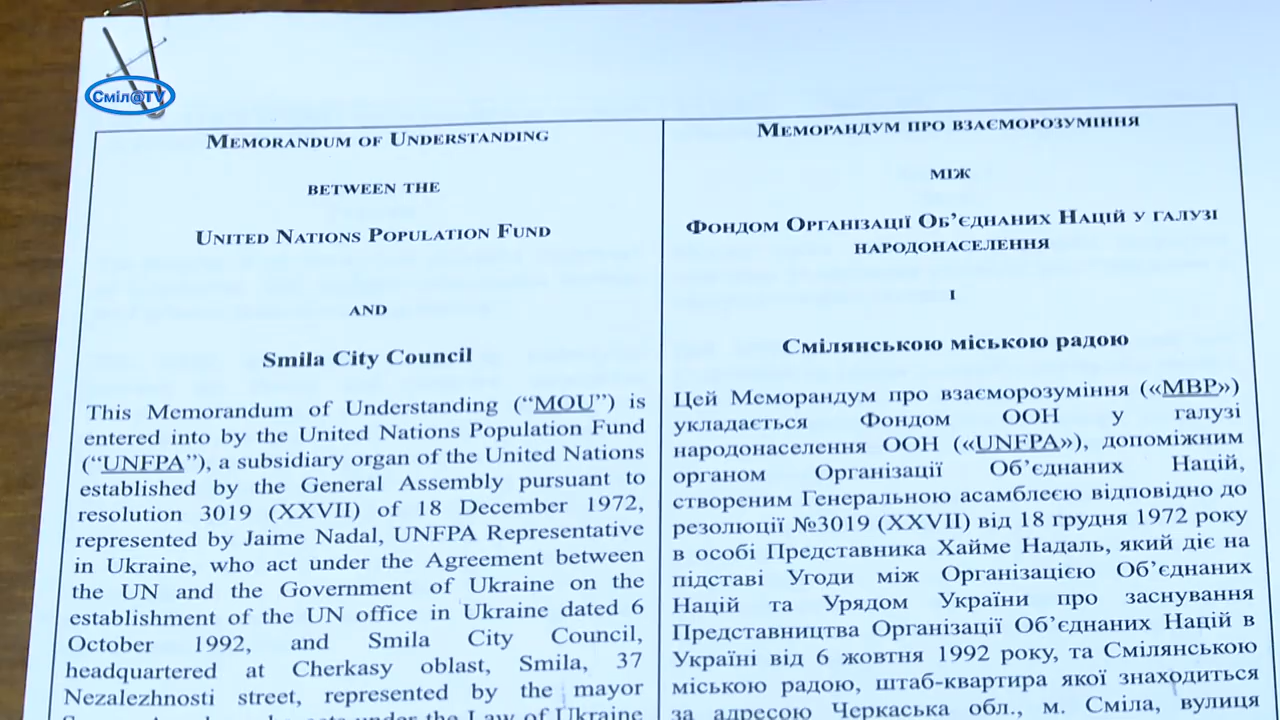 Сміл@TV
MEMORANDUM OF UNDERSTANDING
BETWEEN THE
UNITED NATIONS POPULATION FUND
AND
Smila City Council
This Memorandum of Understanding (“MOU”) is
entered into by the United Nations Population Fund
(“UNFPA”), a subsidiary organ of the United Nations
established by the General Assembly pursuant to
resolution 3019 (XXVII) of 18 December 1972,
represented by Jaime Nadal, UNFPA Representative
in Ukraine, who act under the Agreement between
the UN and the Government of Ukraine on the
establishment of the UN office in Ukraine dated 6
October 1992, and Smila City Council,
headquartered at Cherkasy oblast, Smila, 37
Nezalezhnosti street, represented by the mayor
under the Law of Ukraine
МЕМОРАНДУМ ПРО ВЗАЄМОРОЗУМІННЯ
МІЖ
ФОНДОМ ОРГАНІЗАЦІЇ ОБ’ЄДНАНИХ НАЦІЙ У ГАЛУЗІ
НАРОДОНАСЕЛЕННЯ
І
Смілянською міською радою
Цей Меморандум про взаєморозуміння («МВР»)
укладається Фондом ООН у галузі
народонаселення ООН («UNFPA»), допоміжним
органом Організації Об’єднаних Націй,
створеним Генеральною асамблеєю відповідно до
резолюції №3019 (XXVII) від 18 грудня 1972 року
в особі Представника Хайме Надаль, який діє на
підставі Угоди між Організацією Об’єднаних
Націй та Урядом України про заснування
Представництва Організації Об’єднаних Націй в
Україні від 6 жовтня 1992 року, та Смілянською
міською радою, штаб-квартира якої знаходиться
за адресою Черкаська обл., м. Сміла, вулиця